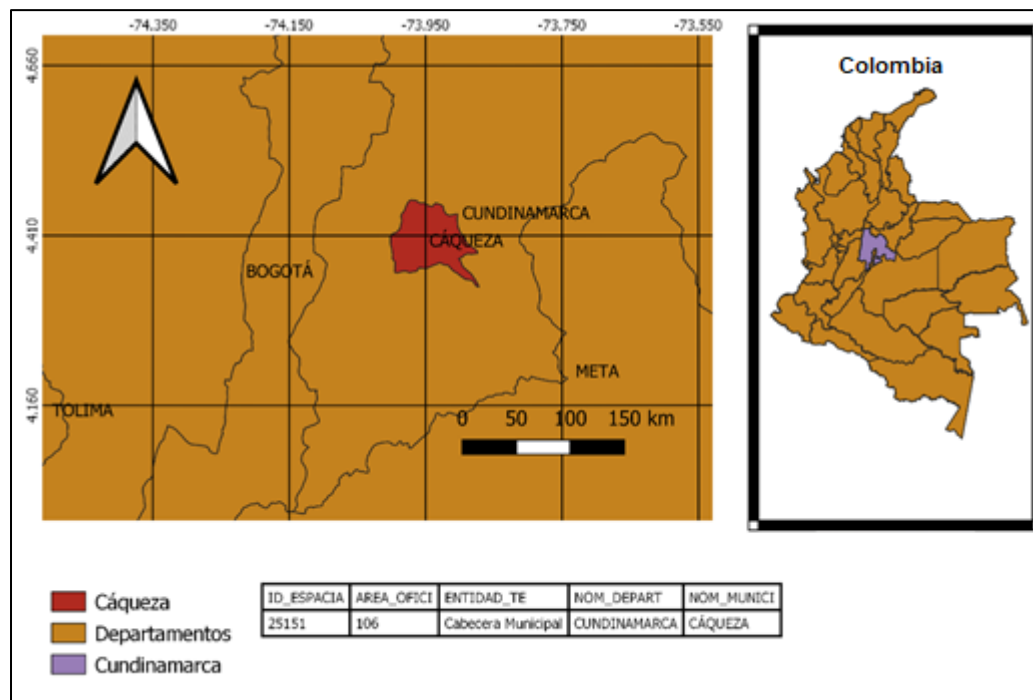 -74.350 -74.150 -73.950 -73.750 -73.550
4.660
4.410
4.160
CUNDINAMARCA
CÁQUEZA
BOGOTÁ
META
TOLIMA
0 50 100 150 km
Colombia
Cáqueza
Departamentos
Cundinamarca
ID_ESPACIA AREA_OFICI ENTIDAD_TE NOM_DEPART NOM_MUNICI
25151 106 Cabecera Municipal CUNDINAMARCA CÁQUEZA